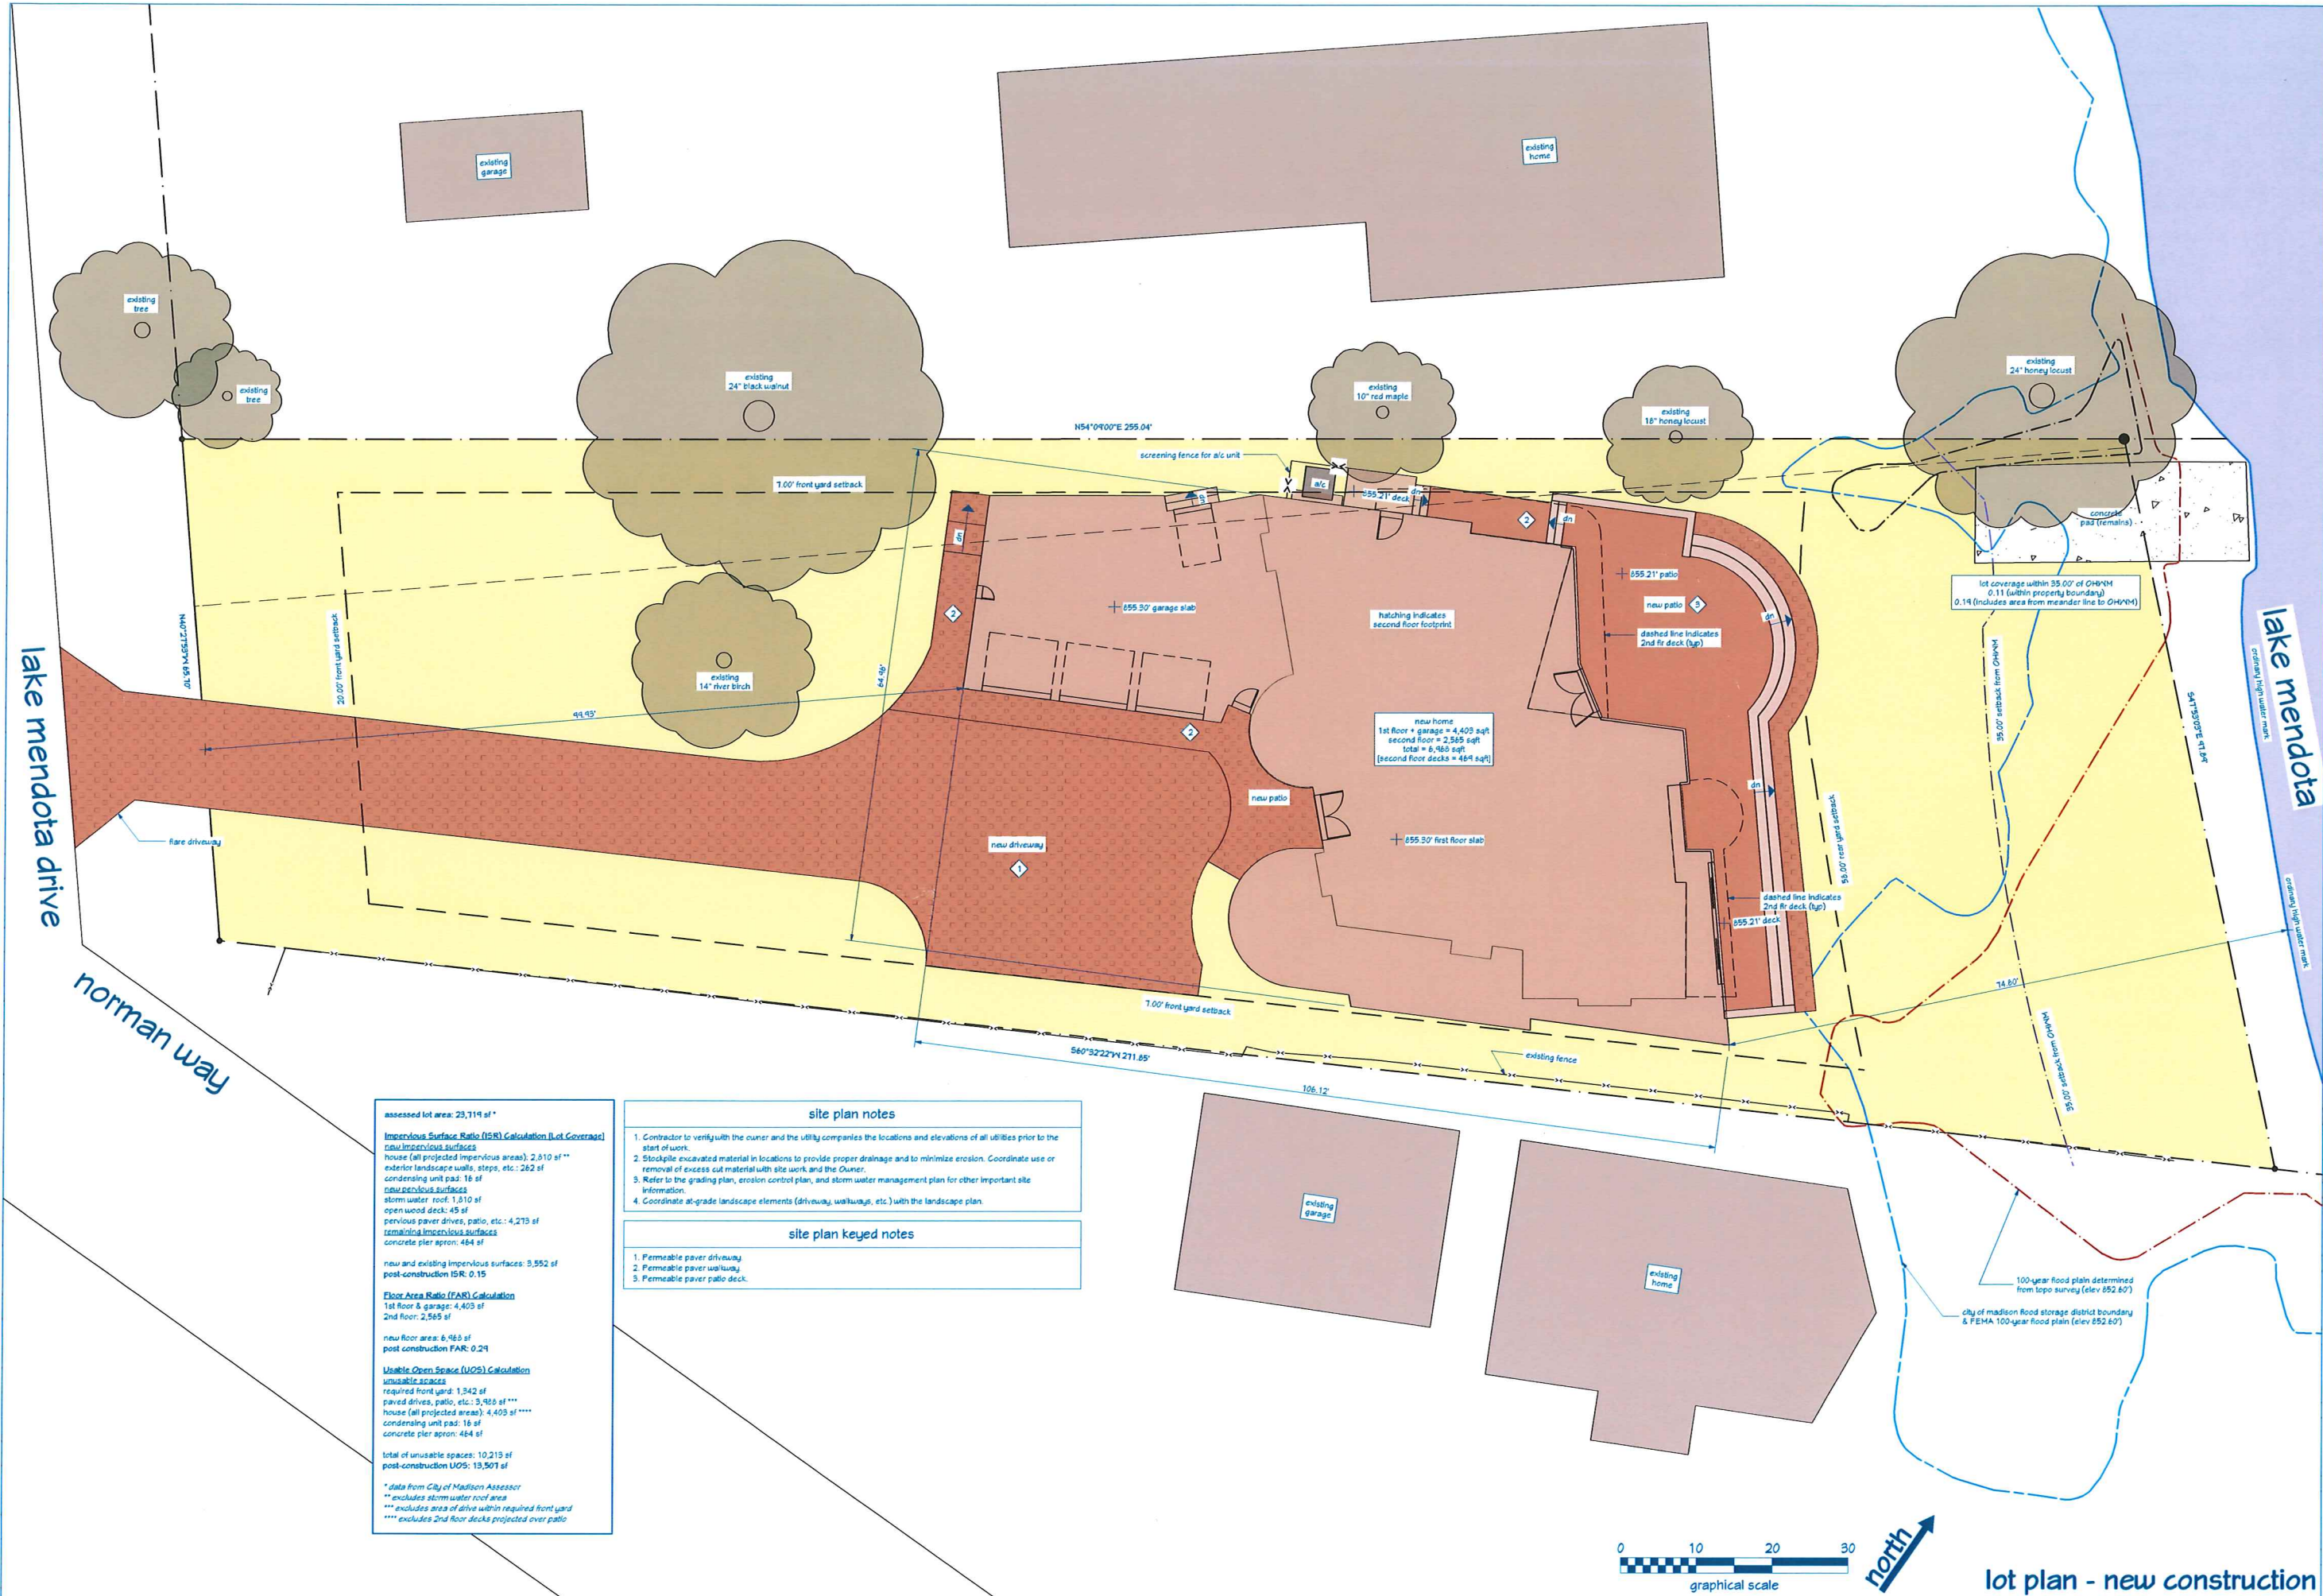 existing
garage
existing
home
existing
tree
existing
tree
existing
24" black walnut
existing
10" red maple
existing
18" honey locust
existing
24" honey locust
N54°09'00"E 255.04'
screening fence for a/c unit
a/c
7.00' front yard setback
855.21' deck
dn
dn
dn
up
2
2
concrete
pad (remains)
855.21' patio
new patio
3
dashed line indicates
2nd flr deck (typ)
dn
lot coverage within 35.00' of OHWM
0.11 (within property boundary)
0.19 (includes area from meander line to OHWM)
855.30' garage slab
hatching indicates
second floor footprint
20.00' front yard setback
existing
14" river birch
64.96'
99.93'
2
new home
1st floor + garage = 4,403 sqft
second floor = 2,565 sqft
total = 6,968 sqft
[second floor decks = 469 sqft]
new patio
855.30' first floor slab
new driveway
1
flare driveway
dn
35.00' setback from OHWM
ordinary high water mark
lake mendota
lake mendota drive
dashed line indicates
2nd flr deck (typ)
855.21' deck
ordinary high water mark
74.80'
35.00' setback from OHWM
7.00' front yard setback
norman way
S60°32'22"W 271.85'
existing fence
106.12'
existing
garage
existing
home
100-year flood plain determined
from topo survey (elev 852.60')
city of madison flood storage district boundary
& FEMA 100-year flood plain (elev 852.60')
assessed lot area: 23,719 sf *
Impervious Surface Ratio (ISR) Calculation [Lot Coverage]
new impervious surfaces
house (all projected impervious areas): 2,810 sf **
exterior landscape walls, steps, etc.: 262 sf
condensing unit pad: 16 sf
new pervious surfaces
storm water roof: 1,810 sf
open wood deck: 45 sf
pervious paver drives, patio, etc.: 4,273 sf
remaining impervious surfaces
concrete pier apron: 464 sf
new and existing impervious surfaces: 3,552 sf
post-construction ISR: 0.15
Floor Area Ratio (FAR) Calculation
1st floor & garage: 4,403 sf
2nd floor: 2,565 sf
new floor area: 6,968 sf
post construction FAR: 0.29
Usable Open Space (UOS) Calculation
unusable spaces
required front yard: 1,342 sf
paved drives, patio, etc.: 3,988 sf ***
house (all projected areas): 4,403 sf ****
condensing unit pad: 16 sf
concrete pier apron: 464 sf
total of unusable spaces: 10,213 sf
post-construction UOS: 13,507 sf
* data from City of Madison Assessor
** excludes storm water roof area
*** excludes area of drive within required front yard
**** excludes 2nd floor decks projected over patio
site plan notes
1. Contractor to verify with the owner and the utility companies the locations and elevations of all utilities prior to the
start of work.
2. Stockpile excavated material in locations to provide proper drainage and to minimize erosion. Coordinate use or
removal of excess cut material with site work and the Owner.
3. Refer to the grading plan, erosion control plan, and storm water management plan for other important site
information.
4. Coordinate at-grade landscape elements (driveway, walkways, etc.) with the landscape plan.
site plan keyed notes
1. Permeable paver driveway.
2. Permeable paver walkway.
3. Permeable paver patio deck.
0 10 20 30
graphical scale
north
lot plan - new construction